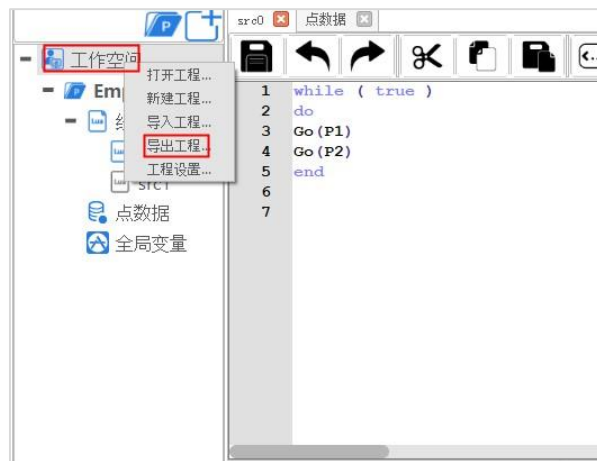 src0
点数据
工作空间
打开工程...
新建工程...
导入工程...
导出工程...
工程设置...
Em
src1
点数据
全局变量
1 while ( true )
2 do
3 Go(P1)
4 Go(P2)
5 end
6
7